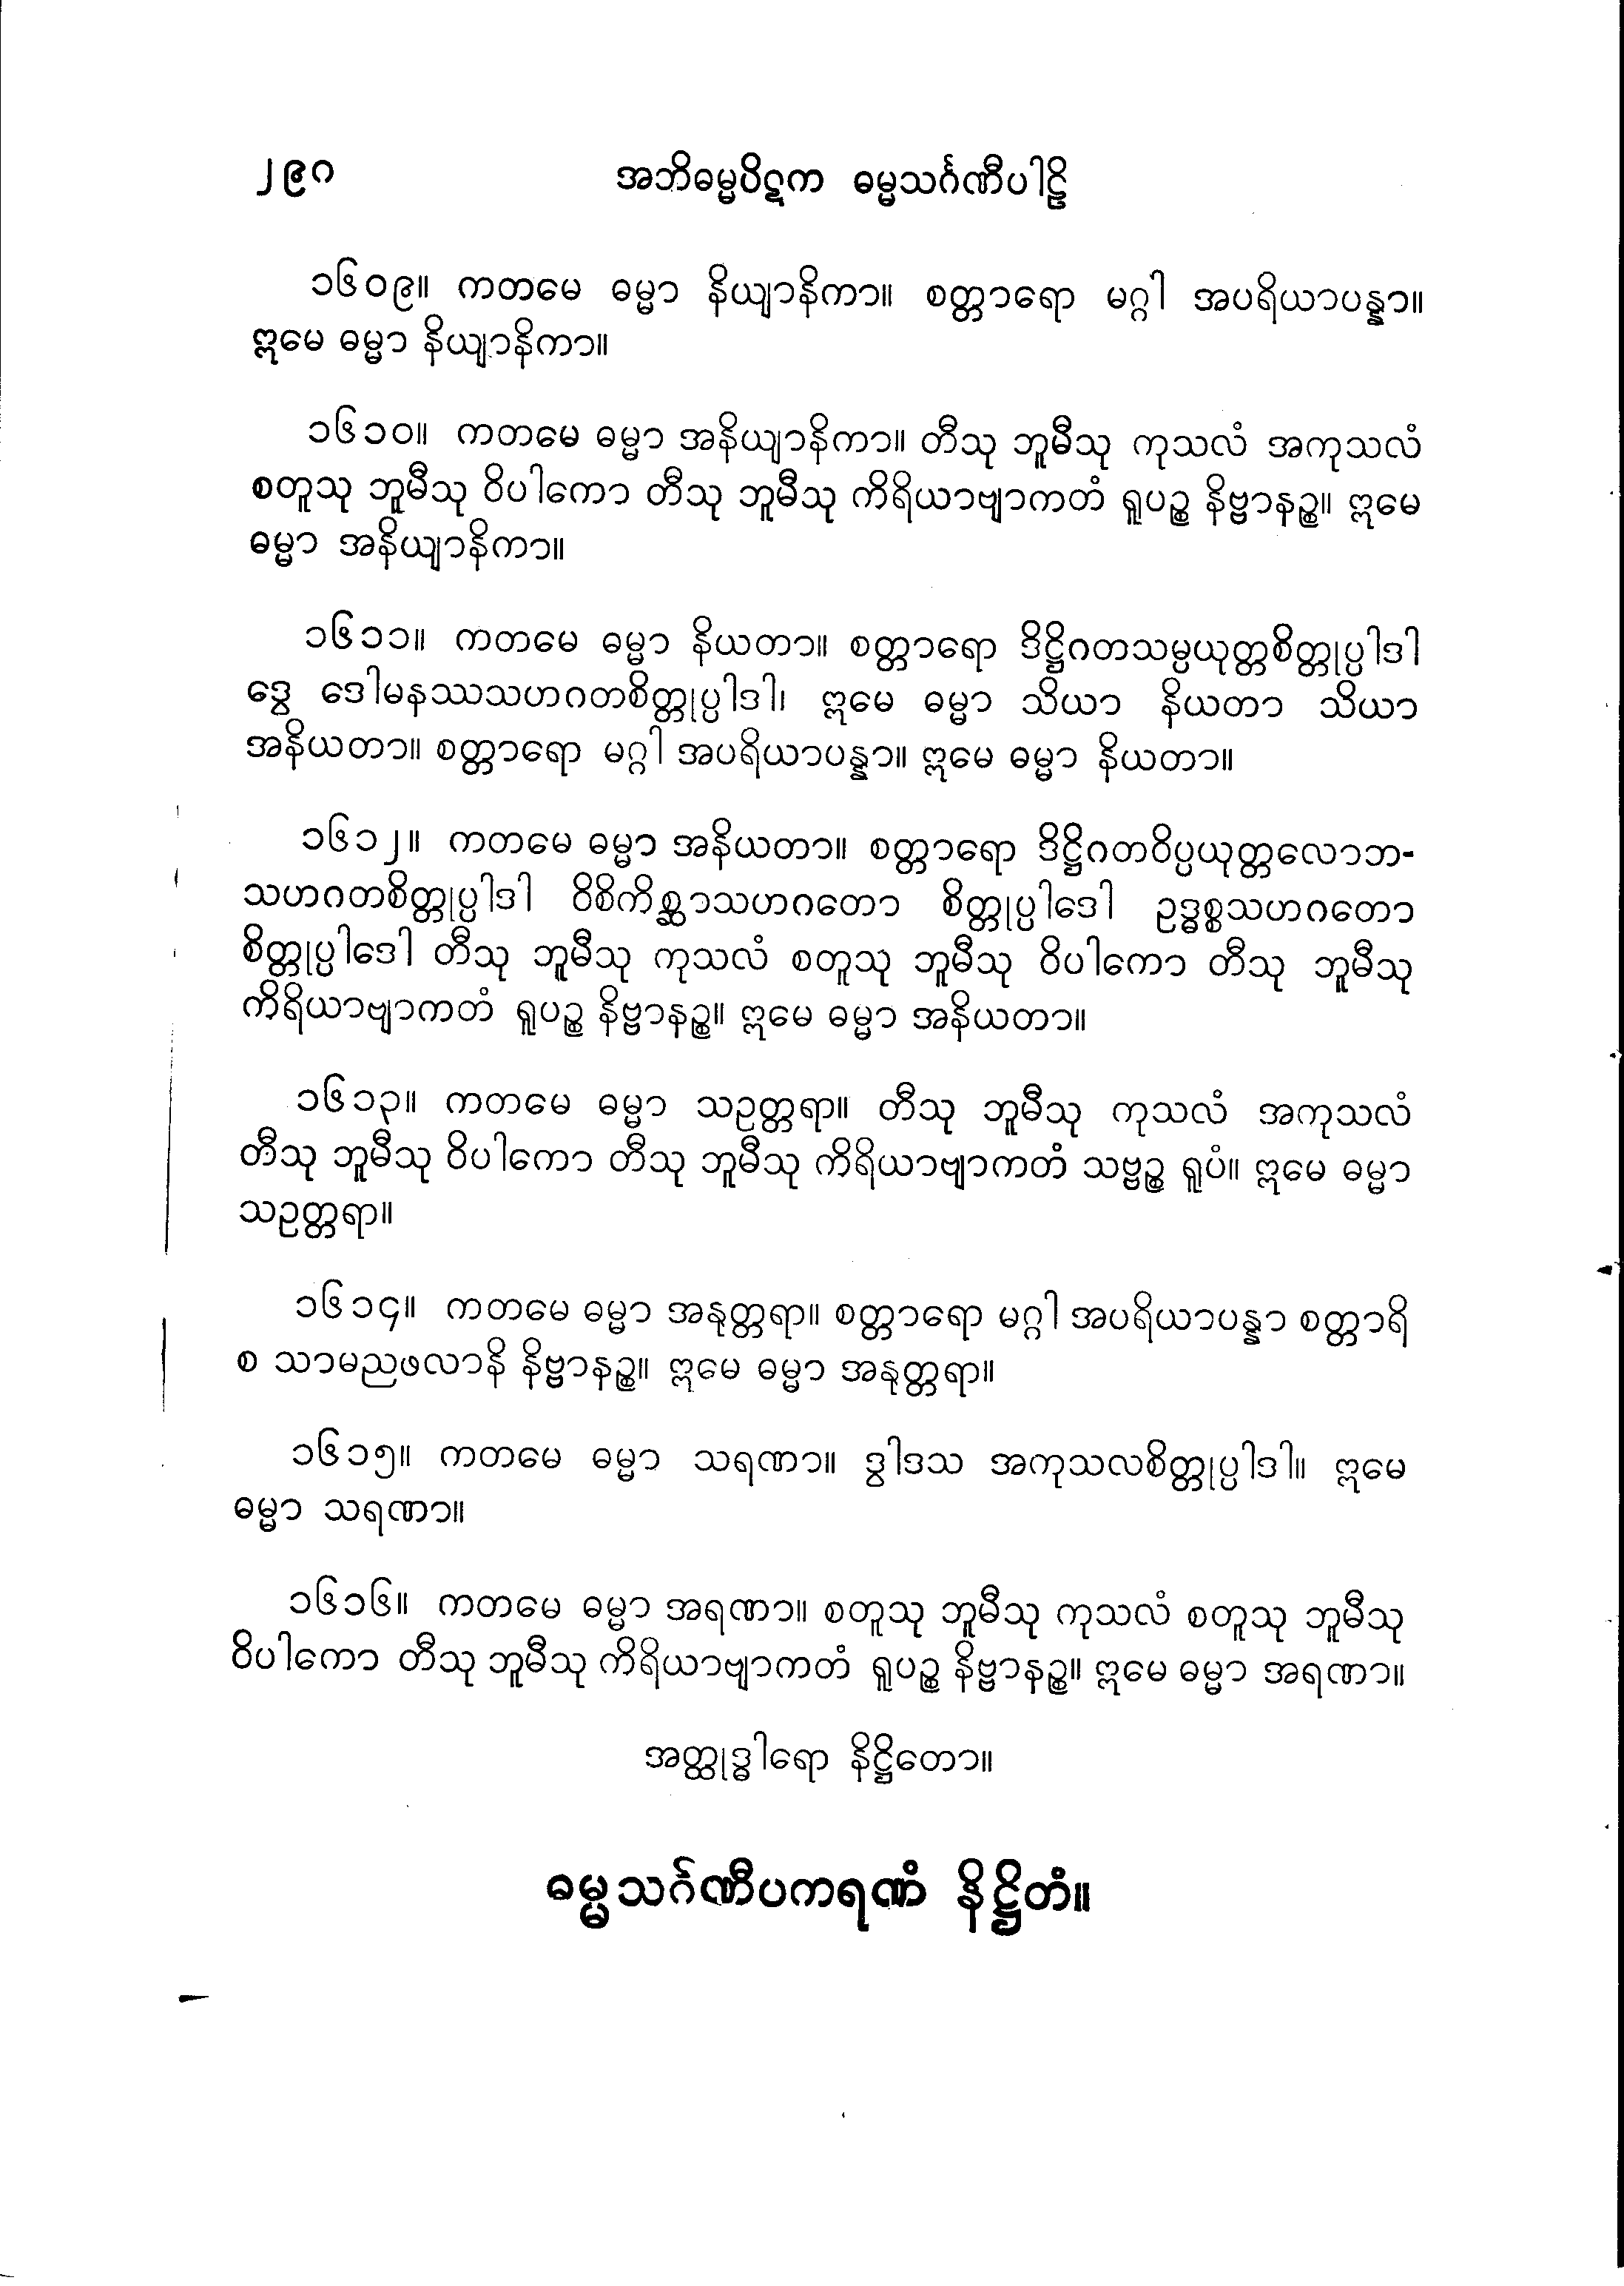 ၂၉၀ အဘိဓမ္မပိဋက ဓမ္မသင်္ဂဏီပါဠိ
၁၆၀၉။ ကတမေ ဓမ္မာ နိယျာနိကာ။ စတ္တာရော မဂ္ဂါ အပရိယာပန္နာ။
ဣမေ ဓမ္မာ နိယျာနိကာ။
၁၆၁၀။ ကတမေ ဓမ္မာ အနိယျာနိကာ။ တီသု ဘူမီသု ကုသလံ အကုသလံ
စတူသု ဘူမီသု ဝိပါကော တီသု ဘူမီသု ကိရိယာဗျာကတံ ရူပဉ္စ နိဗ္ဗာနဉ္စ။ ဣမေ
ဓမ္မာ အနိယျာနိကာ။
၁၆၁၁။ ကတမေ ဓမ္မာ နိယတာ။ စတ္တာရော ဒိဋ္ဌိဂတသမ္ပယုတ္တစိတ္တုပ္ပါဒါ
ဒွေ ဒေါမနဿသဟဂတစိတ္တုပ္ပါဒါ၊ ဣမေ ဓမ္မာ သိယာ နိယတာ သိယာ
အနိယတာ။ စတ္တာရော မဂ္ဂါ အပရိယာပန္နာ။ ဣမေ ဓမ္မာ နိယတာ။
၁၆၁၂။ ကတမေ ဓမ္မာ အနိယတာ။ စတ္တာရော ဒိဋ္ဌိဂတဝိပ္ပယုတ္တလောဘ-
သဟဂတစိတ္တုပ္ပါဒါ ဝိစိကိစ္ဆာသဟဂတော စိတ္တုပ္ပါဒေါ ဥဒ္ဓစ္စသဟဂတော
စိတ္တုပ္ပါဒေါ တီသု ဘူမီသု ကုသလံ စတူသု ဘူမီသု ဝိပါကော တီသု ဘူမီသု
ကိရိယာဗျာကတံ ရူပဉ္စ နိဗ္ဗာနဉ္စ။ ဣမေ ဓမ္မာ အနိယတာ။
၁၆၁၃။ ကတမေ ဓမ္မာ သဥတ္တရာ။ တီသု ဘူမီသု ကုသလံ အကုသလံ
တီသု ဘူမီသု ဝိပါကော တီသု ဘူမီသု ကိရိယာဗျာကတံ သဗ္ဗဉ္စ ရူပံ။ ဣမေ ဓမ္မာ
သဥတ္တရာ။
၁၆၁၄။ ကတမေ ဓမ္မာ အနုတ္တရာ။ စတ္တာရော မဂ္ဂါ အပရိယာပန္နာ စတ္တာရိ
စ သာမညဖလာနိ နိဗ္ဗာနဉ္စ။ ဣမေ ဓမ္မာ အနုတ္တရာ။
၁၆၁၅။ ကတမေ ဓမ္မာ သရဏာ။ ဒွါဒသ အကုသလစိတ္တုပ္ပါဒါ။ ဣမေ
ဓမ္မာ သရဏာ။
၁၆၁၆။ ကတမေ ဓမ္မာ အရဏာ။ စတူသု ဘူမီသု ကုသလံ စတူသု ဘူမီသု
ဝိပါကော တီသု ဘူမီသု ကိရိယာဗျာကတံ ရူပဉ္စ နိဗ္ဗာနဉ္စ။ ဣမေ ဓမ္မာ အရဏာ။
အတ္ထုဒ္ဓါရော နိဋ္ဌိတော။
ဓမ္မသင်္ဂဏီပကရဏံ နိဋ္ဌိတံ။